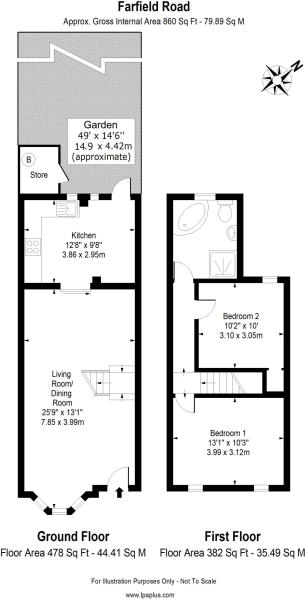 Farfield Road
Approx. Gross Internal Area 860 Sq Ft - 79.89 Sq M
N
Garden
49' x 14'6''
14.9 x 4.42m
(approximate)
B
Store
Kitchen
12'8" x 9'8"
3.86 x 2.95m
Bedroom 2
10'2" x 10'
3.10 x 3.05m
Living
Room/
Dining
Room
25'9" x 13'1"
7.85 x 3.99m
Bedroom 1
13'1" x 10'3"
3.99 x 3.12m
Ground Floor
Floor Area 478 Sq Ft - 44.41 Sq M
First Floor
Floor Area 382 Sq Ft - 35.49 Sq M
For Illustration Purposes Only - Not To Scale
www.lpaplus.com